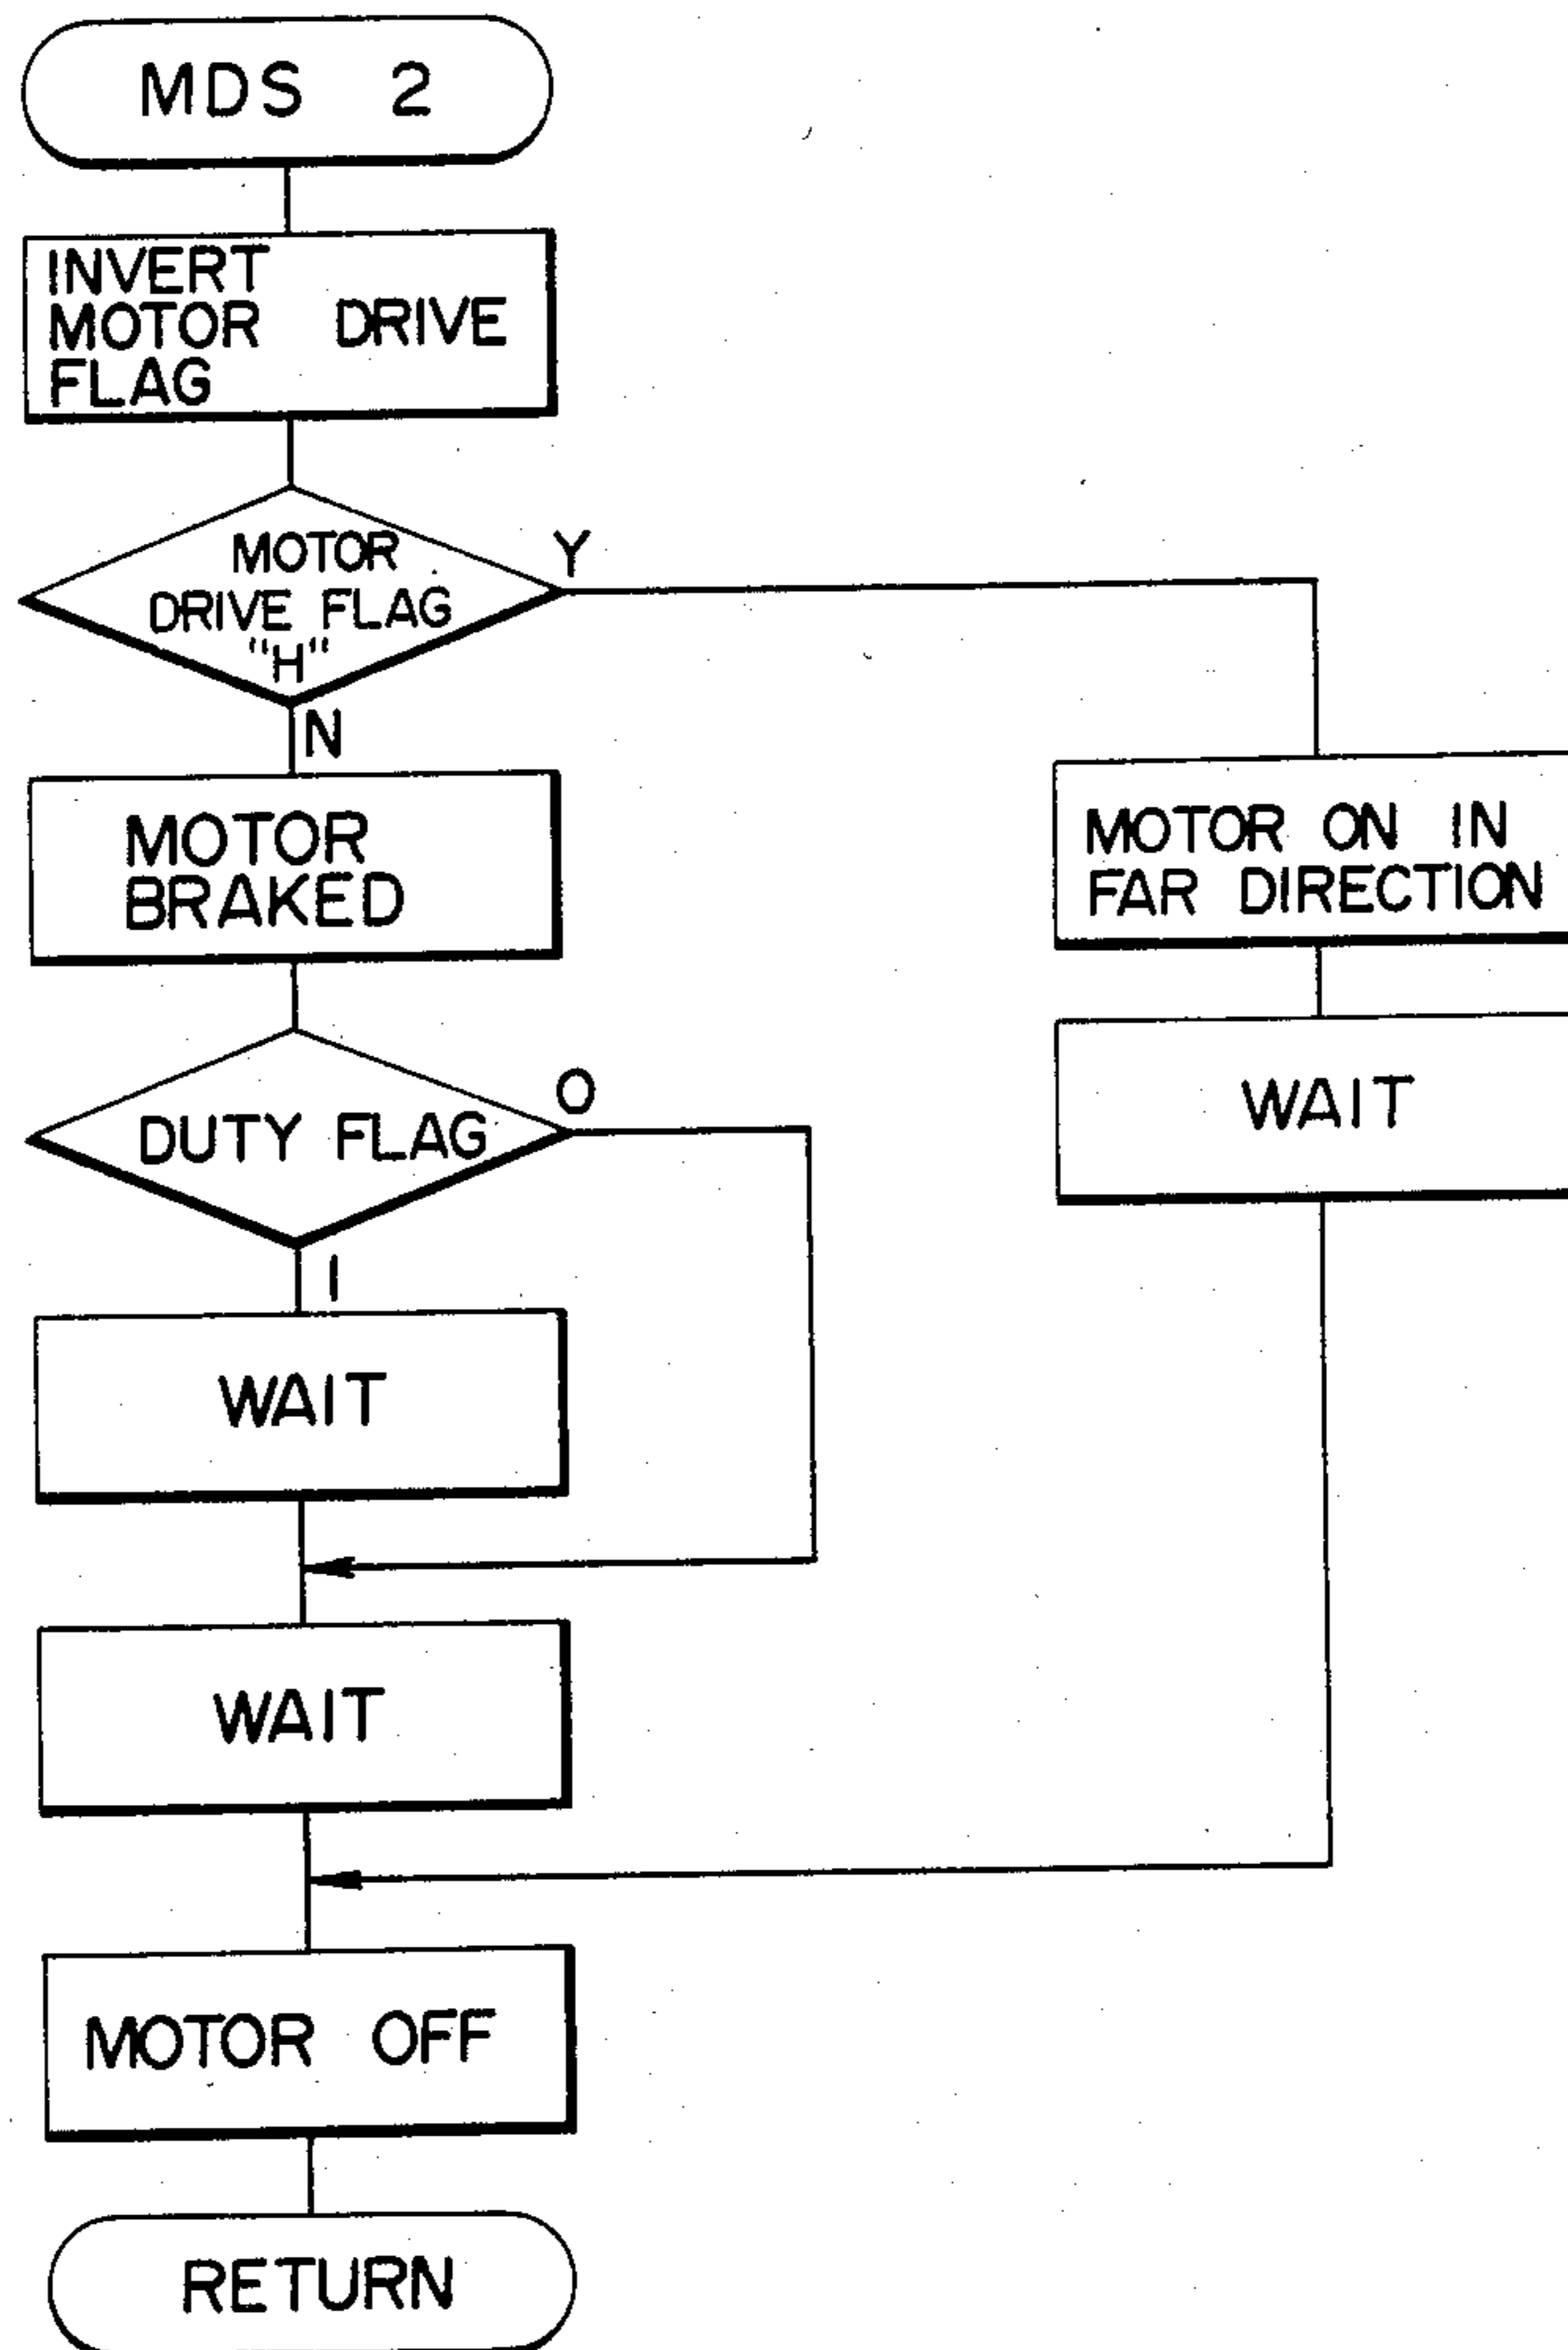 MDS 2
INVERT
MOTOR DRIVE
FLAG
MOTOR
DRIVE FLAG
"H"
Y
N
MOTOR
BRAKED
MOTOR ON IN
FAR DIRECTION
WAIT
DUTY FLAG
0
1
WAIT
WAIT
MOTOR OFF
RETURN